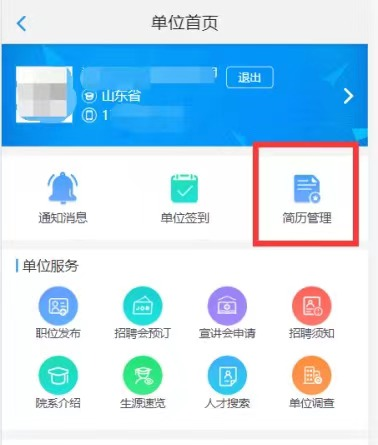 单位首页
退出
山东省
1
通知消息 单位签到 简历管理
单位服务
职位发布 招聘会预订 宣讲会申请 招聘须知
JOB
院系介绍 生源速览 人才搜索 单位调查